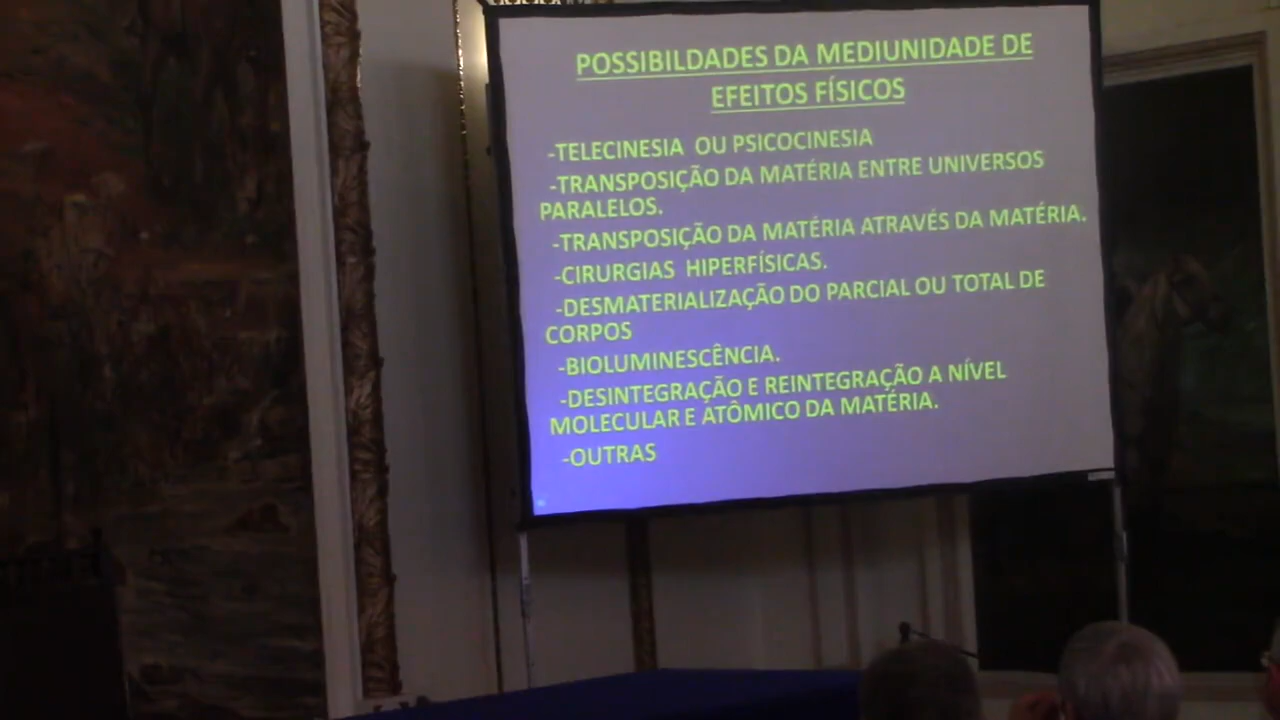 POSSIBILDADES DA MEDIUNIDADE DE
EFEITOS FÍSICOS
-TELECINESIA OU PSICOCINESIA
-TRANSPOSIÇÃO DA MATÉRIA ENTRE UNIVERSOS
PARALELOS.
-TRANSPOSIÇÃO DA MATÉRIA ATRAVÉS DA MATÉRIA.
-CIRURGIAS HIPERFÍSICAS.
-DESMATERIALIZAÇÃO DO PARCIAL OU TOTAL DE
CORPOS
-BIOLUMINESCÊNCIA.
-DESINTEGRAÇÃO E REINTEGRAÇÃO A NÍVEL
MOLECULAR E ATÔMICO DA MATÉRIA.
-OUTRAS